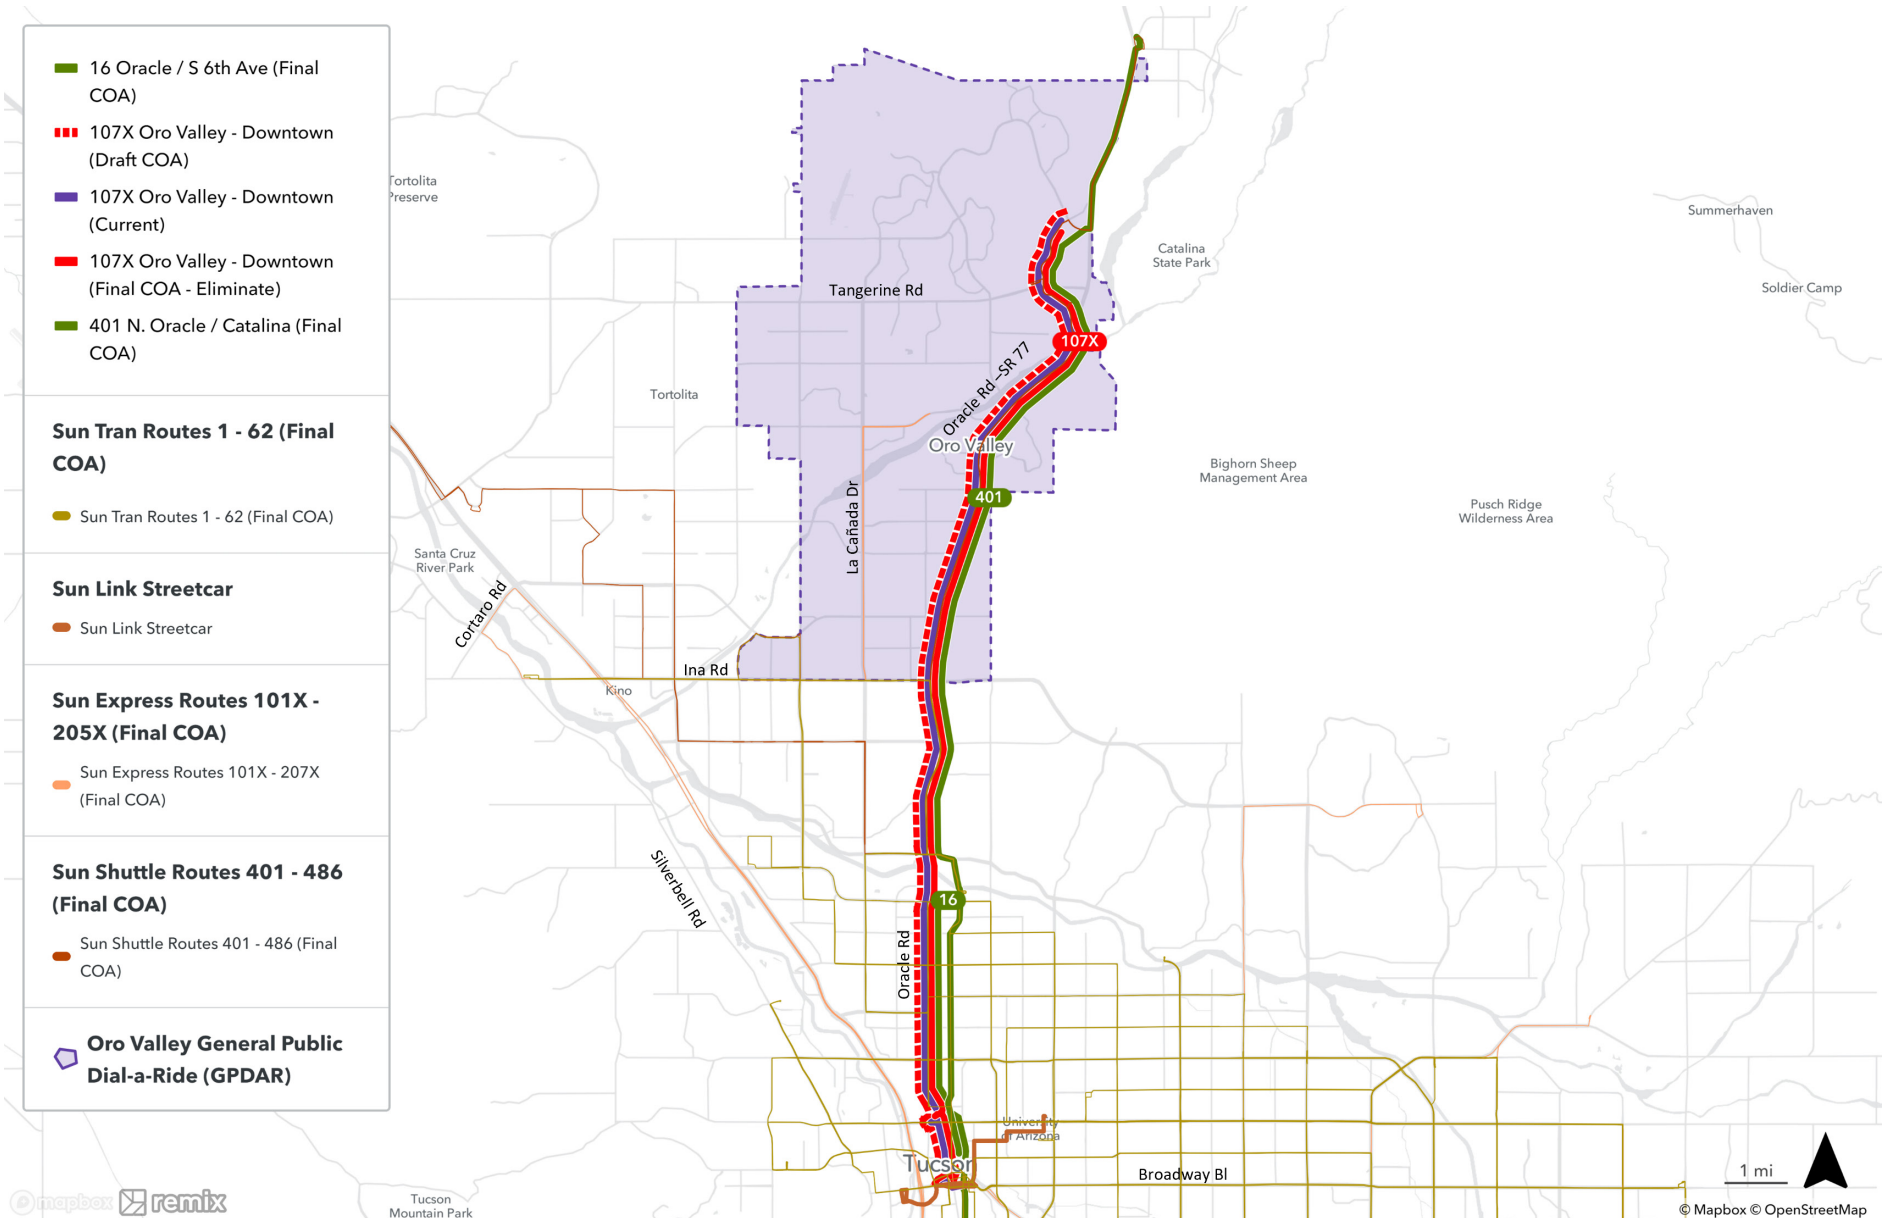 16 Oracle / S 6th Ave (Final
COA)
107X Oro Valley - Downtown
(Draft COA)
107X Oro Valley - Downtown
(Current)
107X Oro Valley - Downtown
(Final COA - Eliminate)
401 N. Oracle / Catalina (Final
COA)
Sun Tran Routes 1 - 62 (Final
COA)
Sun Tran Routes 1 - 62 (Final COA)
Sun Link Streetcar
Sun Link Streetcar
Sun Express Routes 101X -
205X (Final COA)
Sun Express Routes 101X - 207X
(Final COA)
Sun Shuttle Routes 401 - 486
(Final COA)
Sun Shuttle Routes 401 - 486 (Final
COA)
Oro Valley General Public
Dial-a-Ride (GPDAR)
Tortolita
Preserve
Summerhaven
Catalina
State Park
Soldier Camp
Tangerine Rd
107X
Oracle Rd –SR 77
Tortolita
Oro Valley
Bighorn Sheep
Management Area
401
Pusch Ridge
Wilderness Area
La Cañada Dr
Santa Cruz
River Park
Cortaro Rd
Ina Rd
Kino
Silverbell Rd
16
Oracle Rd
University
of Arizona
Tucson
Broadway Bl
1 mi
Tucson
Mountain Park
mapbox remix
© Mapbox © OpenStreetMap